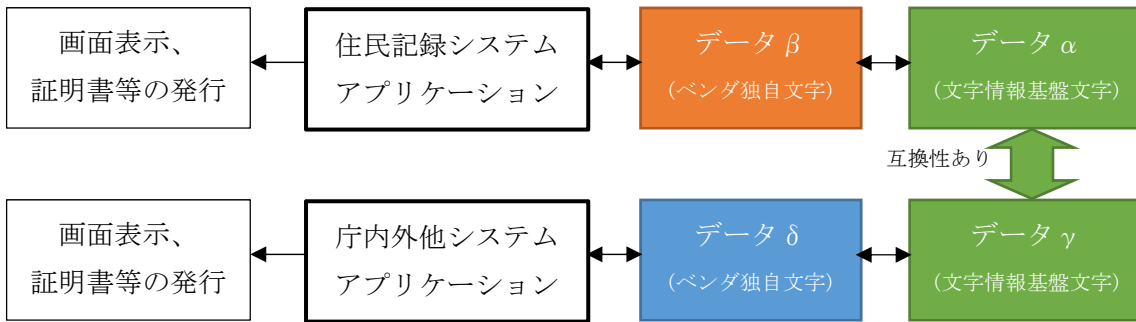 画面表示、
証明書等の発行
住民記録システム
アプリケーション
データ β
(ベンダ独自文字)
データ α
(文字情報基盤文字)
互換性あり
画面表示、
証明書等の発行
庁内外他システム
アプリケーション
データ δ
(ベンダ独自文字)
データ γ
(文字情報基盤文字)